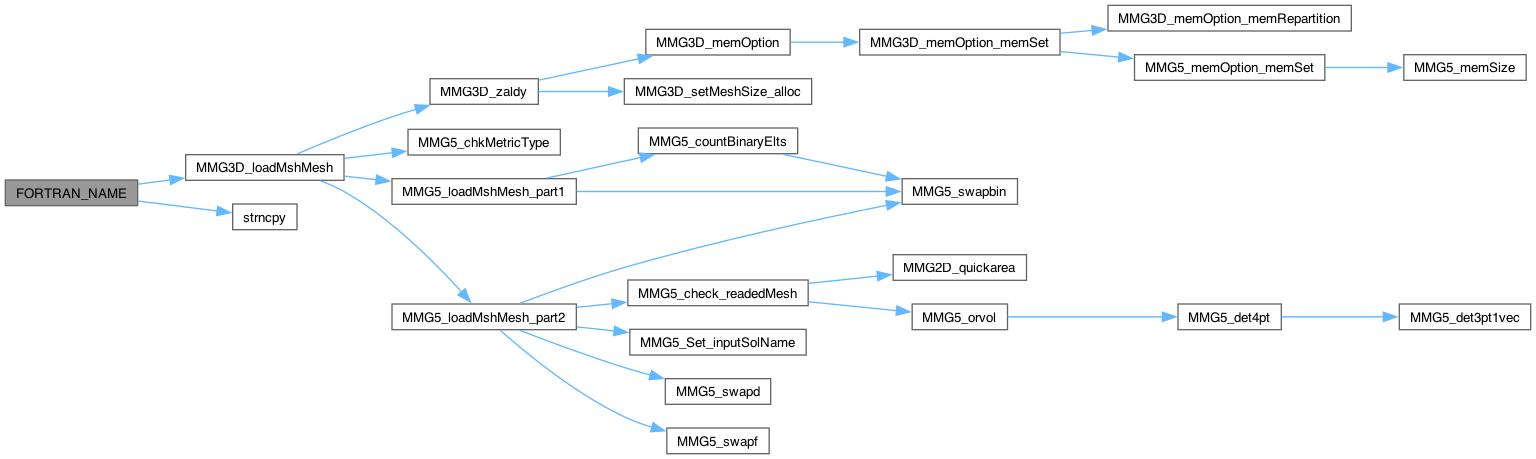 MMG3D_memOption_memRepartition
MMG3D_memOption
MMG3D_memOption_memSet
MMG5_memOption_memSet
MMG5_memSize
MMG3D_zaldy
MMG3D_setMeshSize_alloc
MMG5_chkMetricType
MMG5_countBinaryElts
MMG3D_loadMshMesh
FORTRAN_NAME
MMG5_loadMshMesh_part1
MMG5_swapbin
strncpy
MMG2D_quickarea
MMG5_check_readedMesh
MMG5_loadMshMesh_part2
MMG5_orvol
MMG5_det4pt
MMG5_det3pt1vec
MMG5_Set_inputSolName
MMG5_swapd
MMG5_swapf